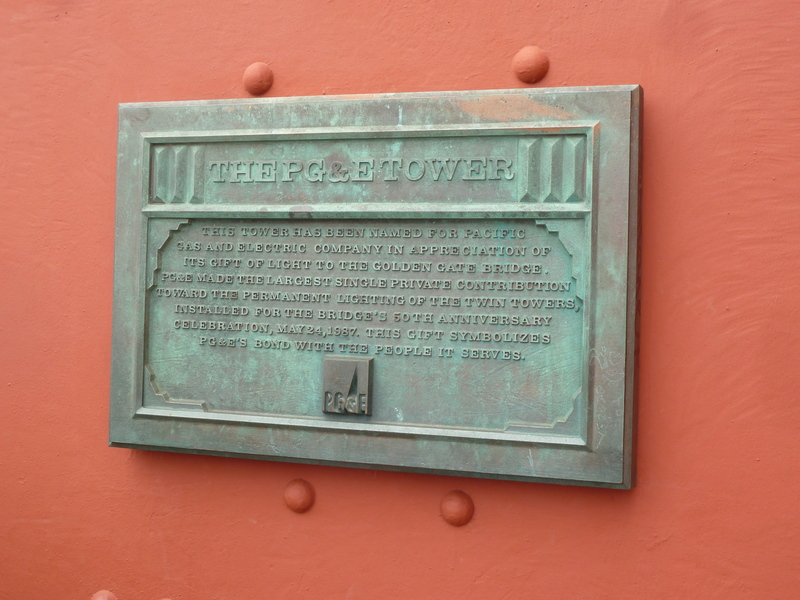 THE PG&E TOWER
THIS TOWER HAS BEEN NAMED FOR PACIFIC
GAS AND ELECTRIC COMPANY IN APPRECIATION OF
ITS GIFT OF LIGHT TO THE GOLDEN GATE BRIDGE.
PG&E MADE THE LARGEST SINGLE PRIVATE CONTRIBUTION
TOWARD THE PERMANENT LIGHTING OF THE TWIN TOWERS,
INSTALLED FOR THE BRIDGE'S 50TH ANNIVERSARY
CELEBRATION, MAY 24, 1987. THIS GIFT SYMBOLIZES
PG&E'S BOND WITH THE PEOPLE IT SERVES.
PG&E